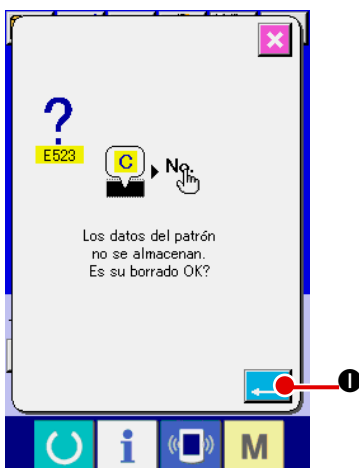 E523
C
No.
Los datos del patrón
no se almacenan.
Es su borrado OK?
I
i
M